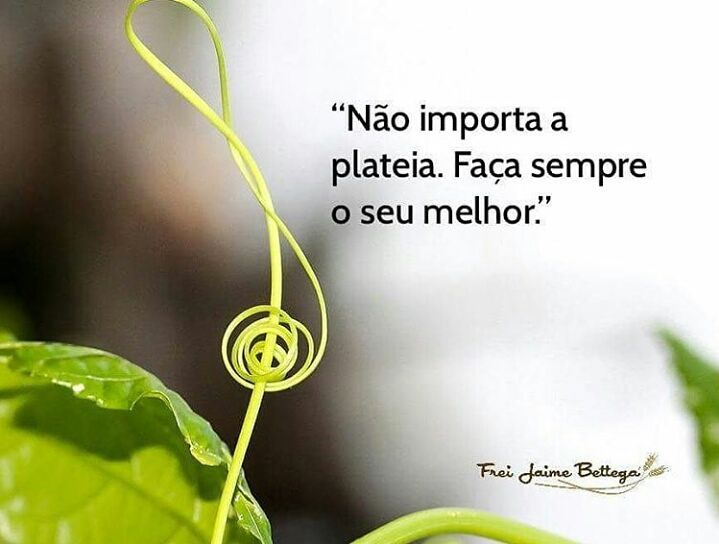 “Não importa a
plateia. Faça sempre
o seu melhor.”
Frei Jaime Bettega